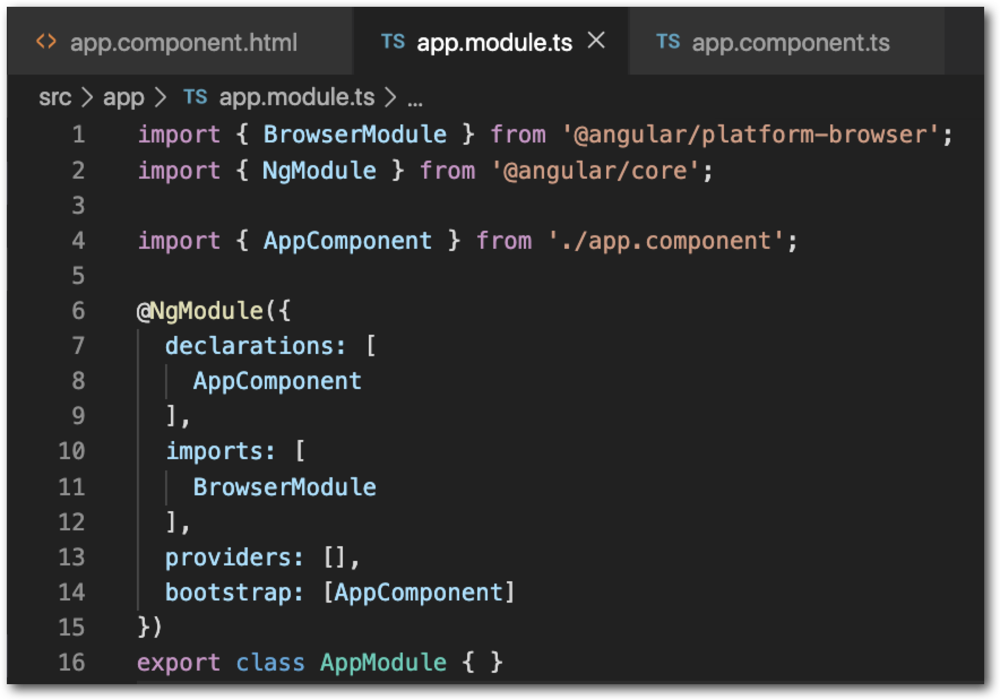 <> app.component.html TS app.module.ts × TS app.component.ts
src > app > TS app.module.ts > ...
1 import { BrowserModule } from '@angular/platform-browser';
2 import { NgModule } from '@angular/core';
3
4 import { AppComponent } from './app.component';
5
6 @NgModule({
7   declarations: [
8     AppComponent
9   ],
10   imports: [
11     BrowserModule
12   ],
13   providers: [],
14   bootstrap: [AppComponent]
15 })
16 export class AppModule { }